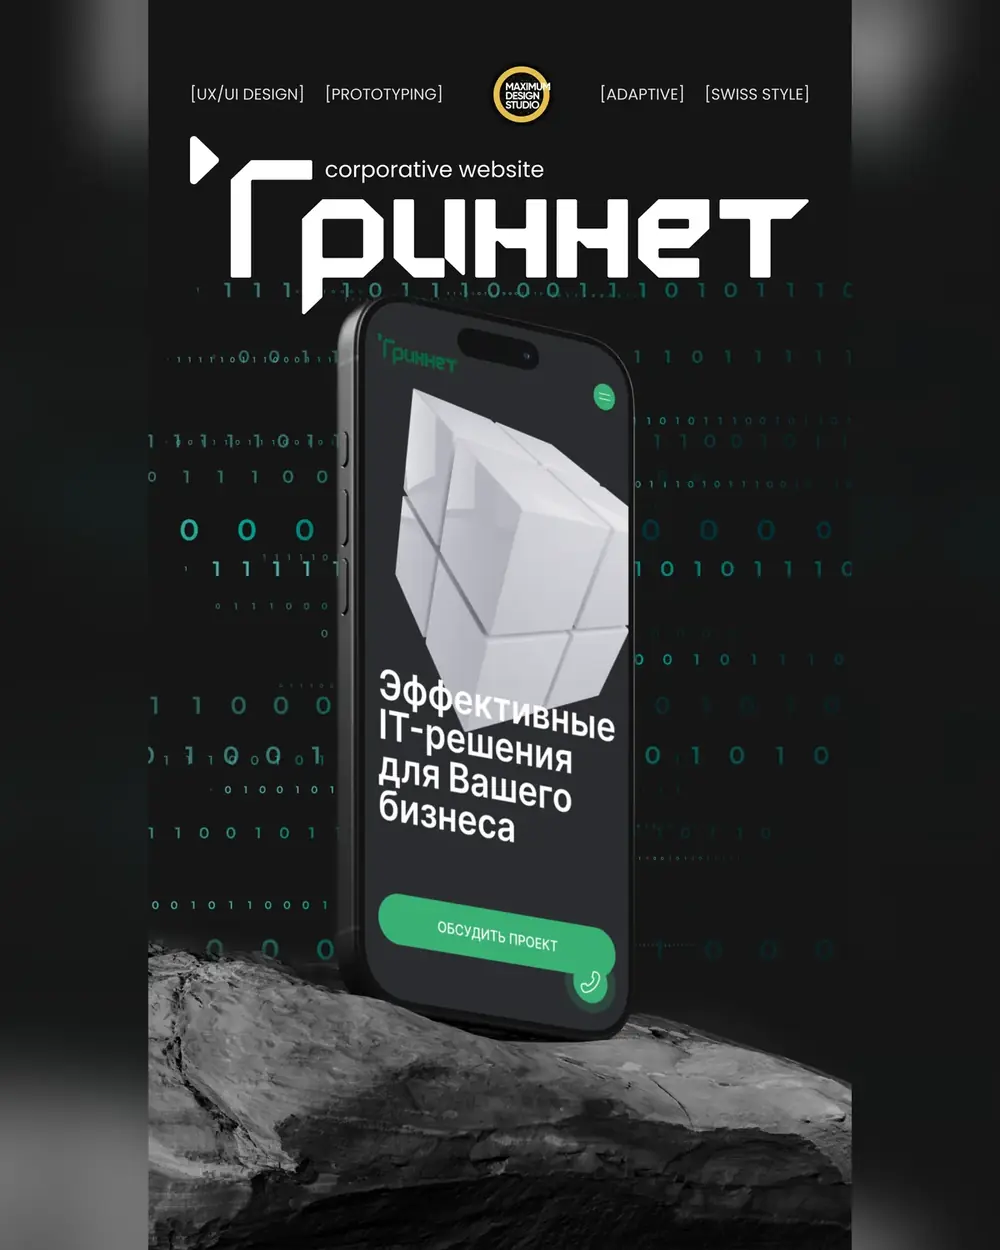 [UX/UI DESIGN] [PROTOTYPING] MAXIMUM DESIGN STUDIO [ADAPTIVE] [SWISS STYLE]
corporative website
Гриннет
Гриннет
Эффективные
IT-решения
для Вашего
бизнеса
ОБСУДИТЬ ПРОЕКТ